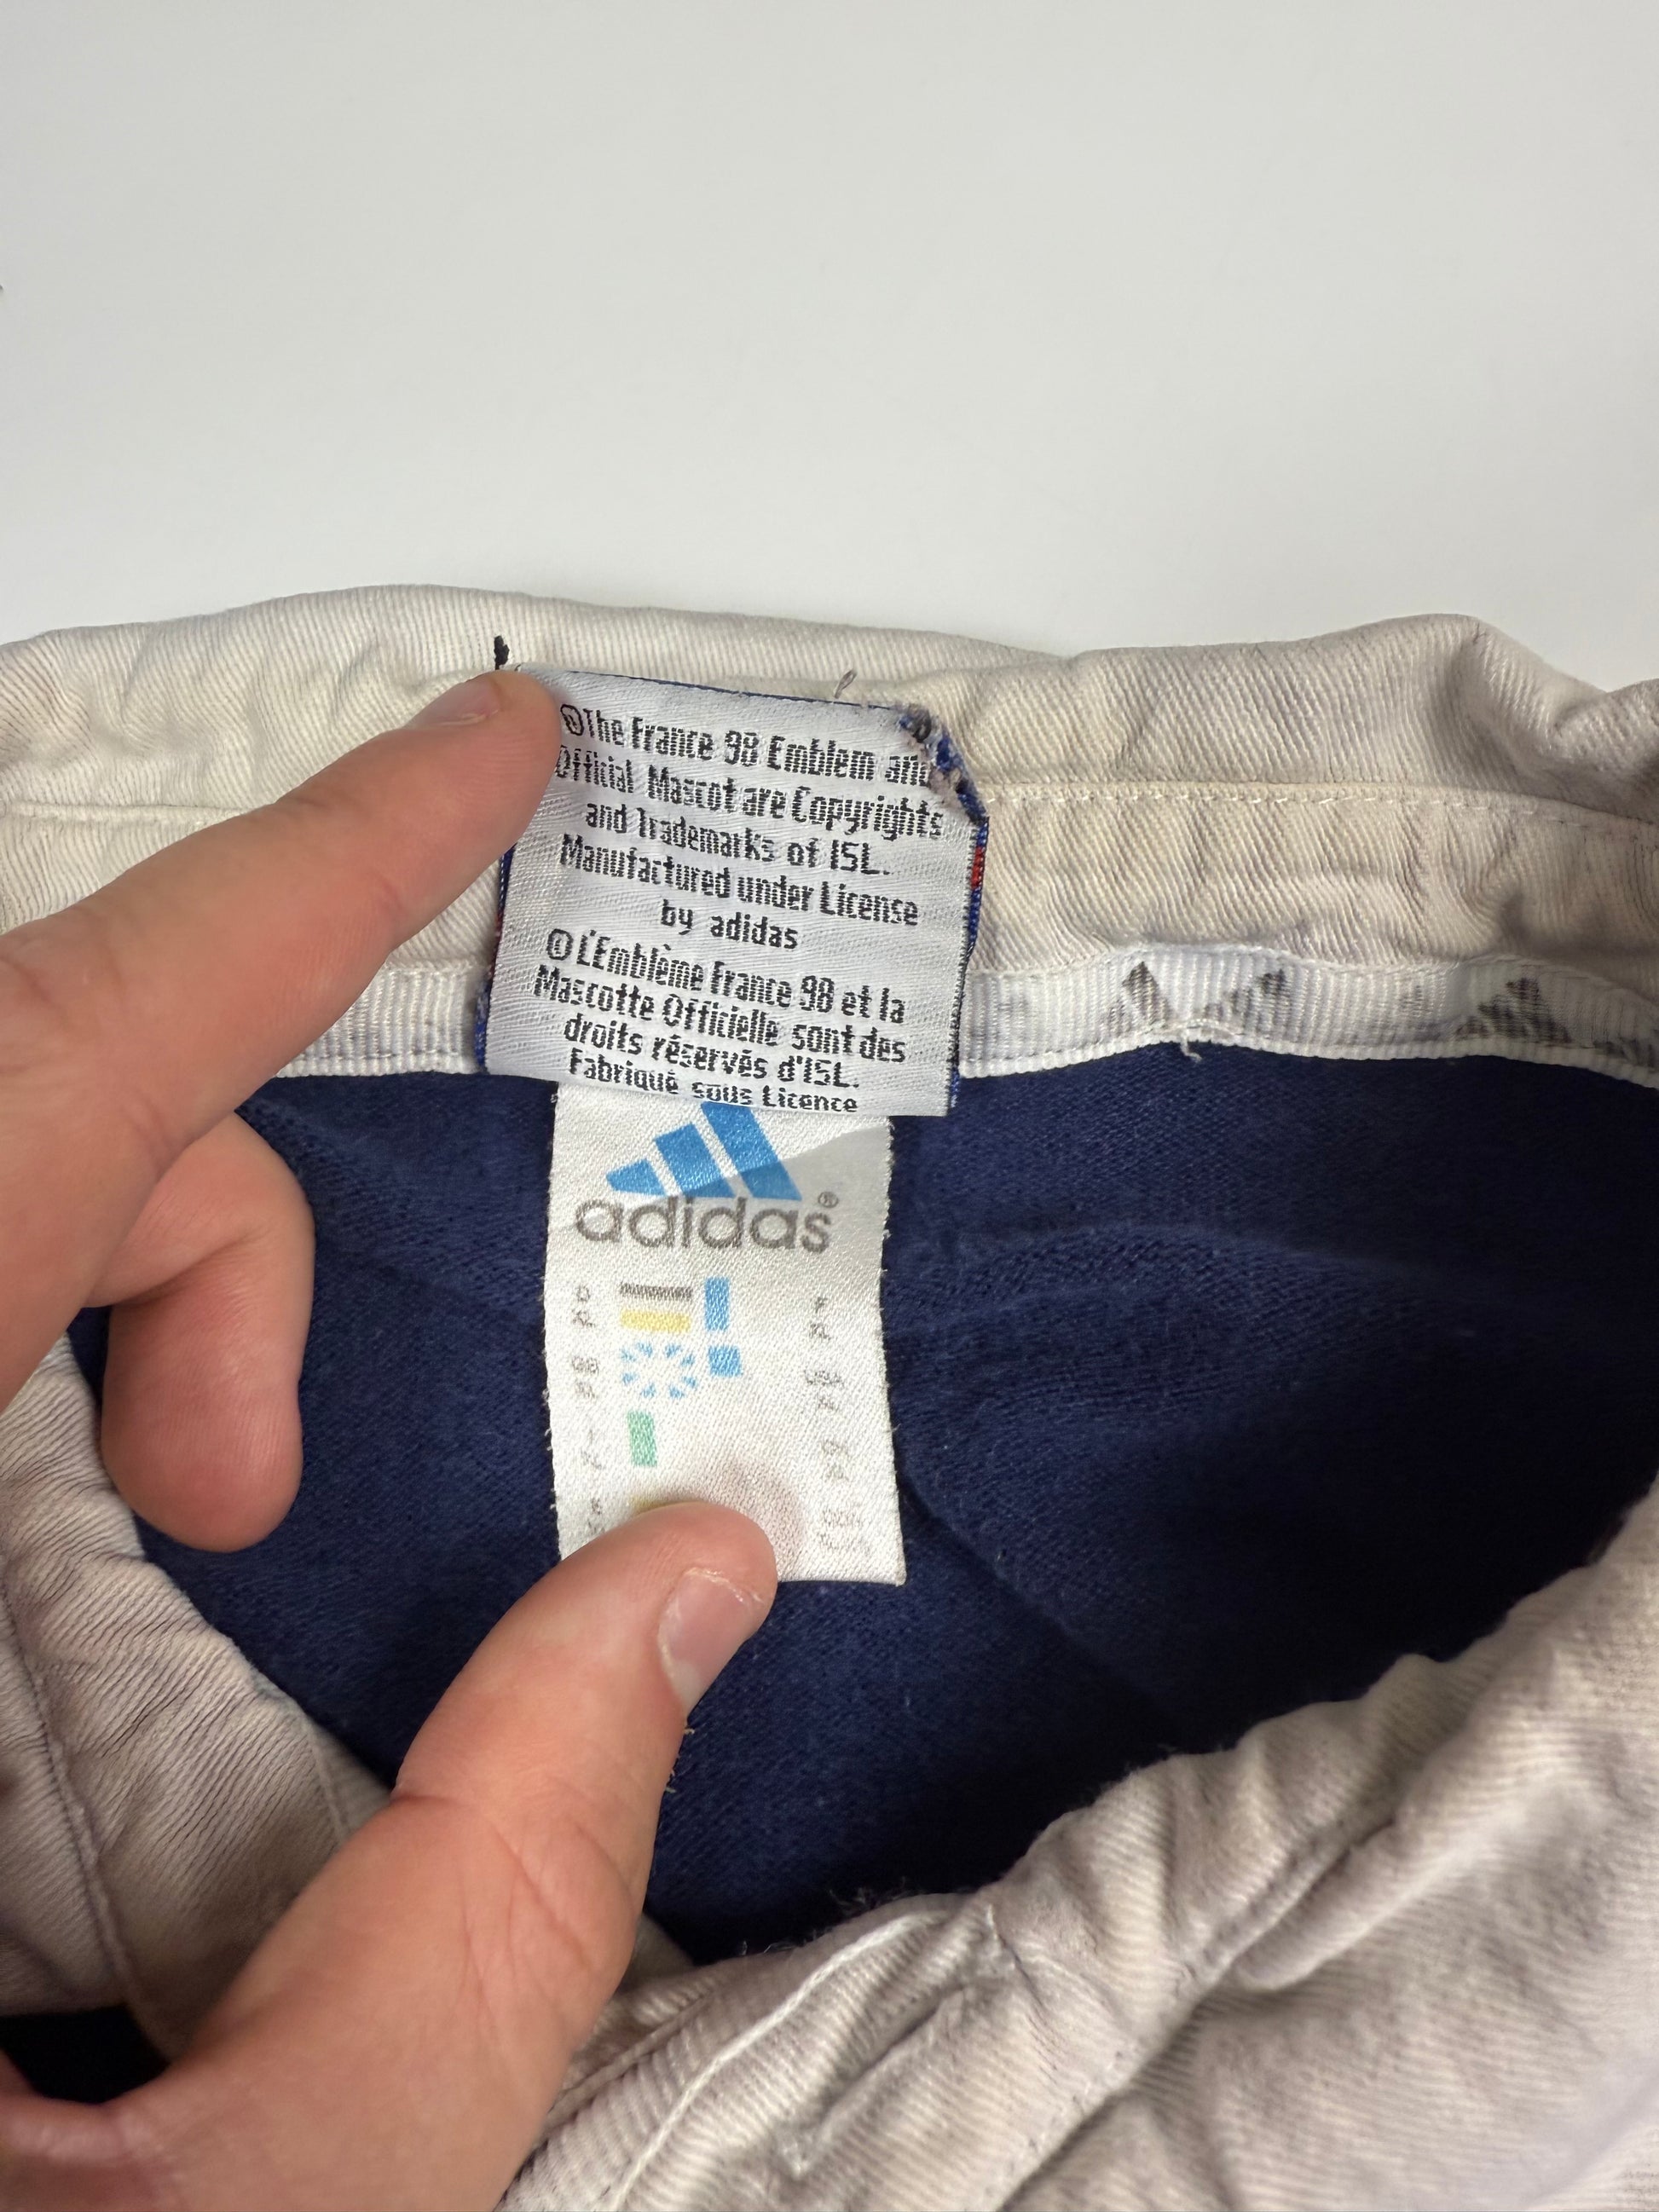 ©The France 98 Emblem and
Official Mascot are Copyrights
and Trademarks of ISL.
Manufactured under License
by adidas
©L'Emblème France 98 et la
Mascotte Officielle sont des
droits réservés d'ISL.
Fabriqué sous Licence
adidas®